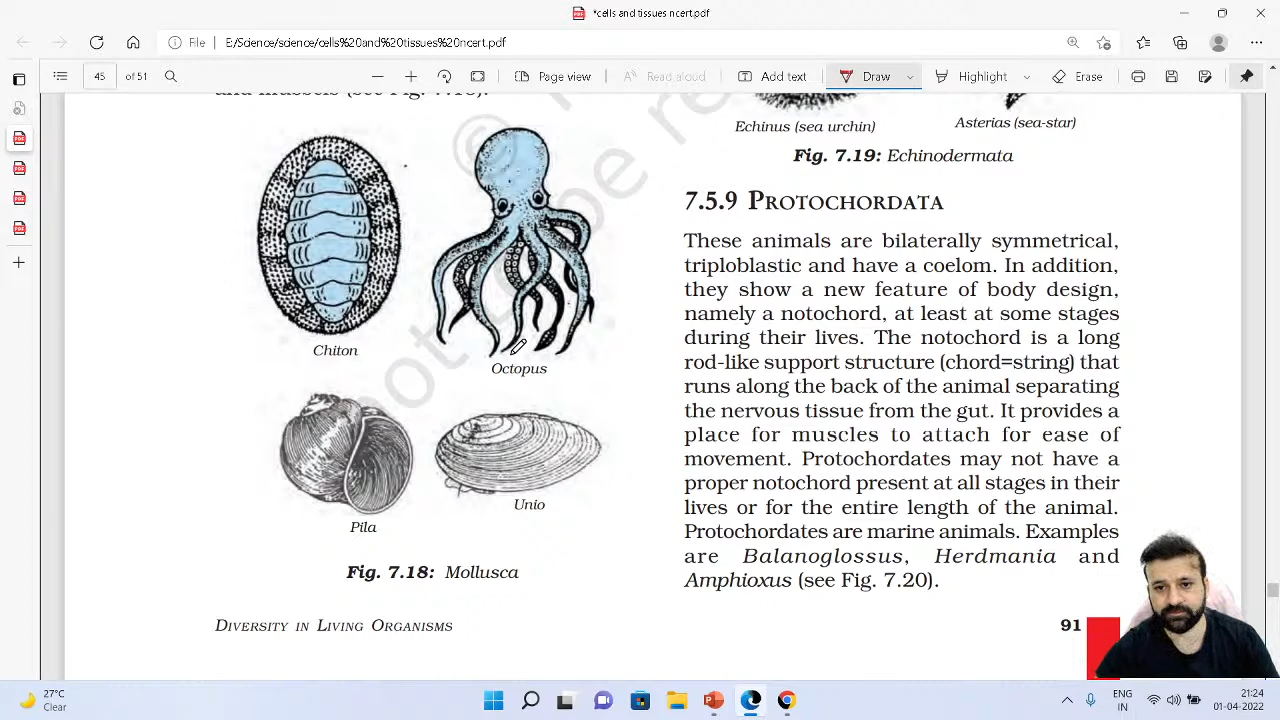 *cells and tissues ncert.pdf
File E:/Science/science/cells%20and%20tissues%20ncert.pdf
45
Page view
Read aloud
Add text
Draw
Highlight
Erase
Chiton
Octopus
Pila
Unio
Fig. 7.18: Mollusca
DIVERSITY IN LIVING ORGANISMS
Echinus (sea urchin)
Asterias (sea-star)
Fig. 7.19: Echinodermata
7.5.9 PROTOCHORDATA
These animals are bilaterally symmetrical,
triploblastic and have a coelom. In addition,
they show a new feature of body design,
namely a notochord, at least at some stages
during their lives. The notochord is a long
rod-like support structure (chord=string) that
runs along the back of the animal separating
the nervous tissue from the gut. It provides a
place for muscles to attach for ease of
movement. Protochordates may not have a
proper notochord present at all stages in their
lives or for the entire length of the animal.
Protochordates are marine animals. Examples
are Balanoglossus, Herdmania and
Amphioxus (see Fig. 7.20).
91
27°C
Clear
ENG
IN
21:24
01-04-2022